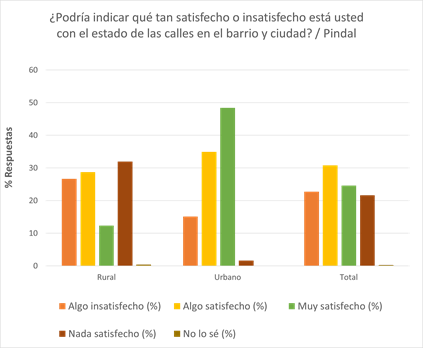 ¿Podría indicar qué tan satisfecho o insatisfecho está usted
con el estado de las calles en el barrio y ciudad? / Pindal
% Respuestas
60
50
40
30
20
10
0
Rural
Urbano
Total
Algo insatisfecho (%)
Algo satisfecho (%)
Muy satisfecho (%)
Nada satisfecho (%)
No lo sé (%)